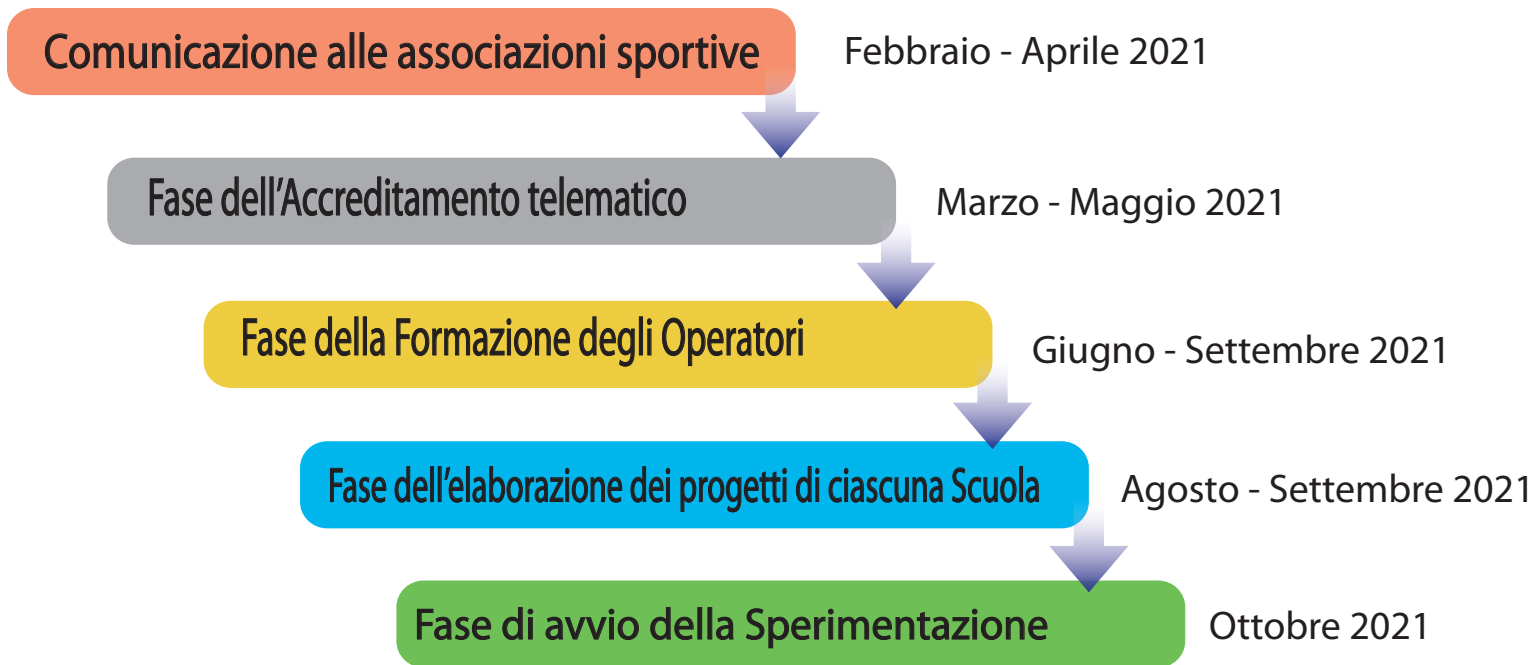 Comunicazione alle associazioni sportive
Febbraio - Aprile 2021
Fase dell'Accreditamento telematico
Marzo - Maggio 2021
Fase della Formazione degli Operatori
Giugno - Settembre 2021
Fase dell'elaborazione dei progetti di ciascuna Scuola
Agosto - Settembre 2021
Fase di avvio della Sperimentazione
Ottobre 2021